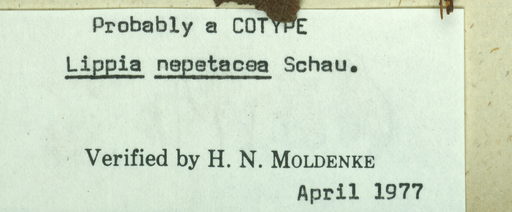 Probably a COTYPE
Lippia nepetacea Schau.
Verified by H. N. MOLDENKE
April 1977